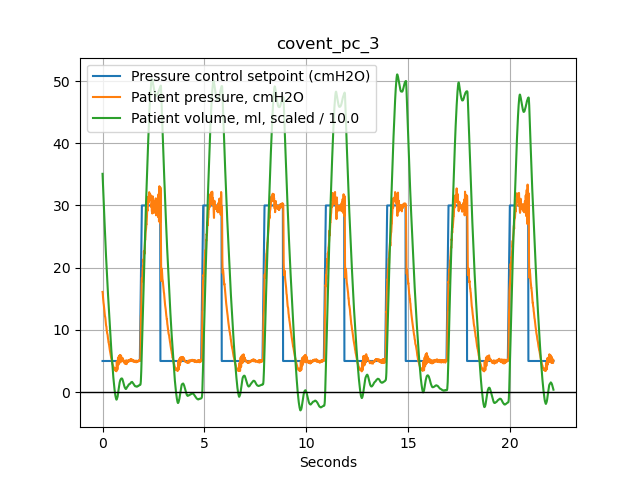 covent_pc_3
Pressure control setpoint (cmH2O)
Patient pressure, cmH2O
Patient volume, ml, scaled / 10.0
50
40
30
20
10
0
0 5 10 15 20
Seconds